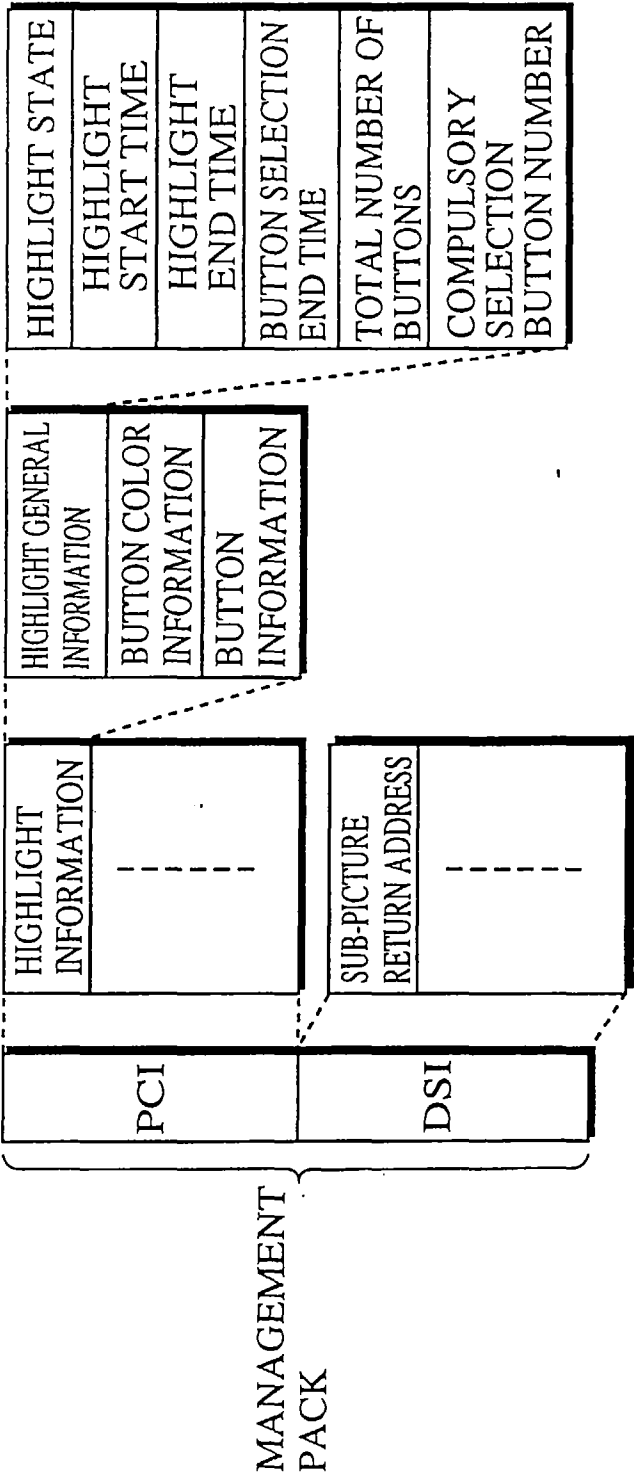 MANAGEMENT
PACK
PCI
DSI
HIGHLIGHT
INFORMATION
SUB-PICTURE
RETURN ADDRESS
HIGHLIGHT GENERAL
INFORMATION
BUTTON COLOR
INFORMATION
BUTTON
INFORMATION
HIGHLIGHT STATE
HIGHLIGHT
START TIME
HIGHLIGHT
END TIME
BUTTON SELECTION
END TIME
TOTAL NUMBER OF
BUTTONS
COMPULSORY
SELECTION
BUTTON NUMBER